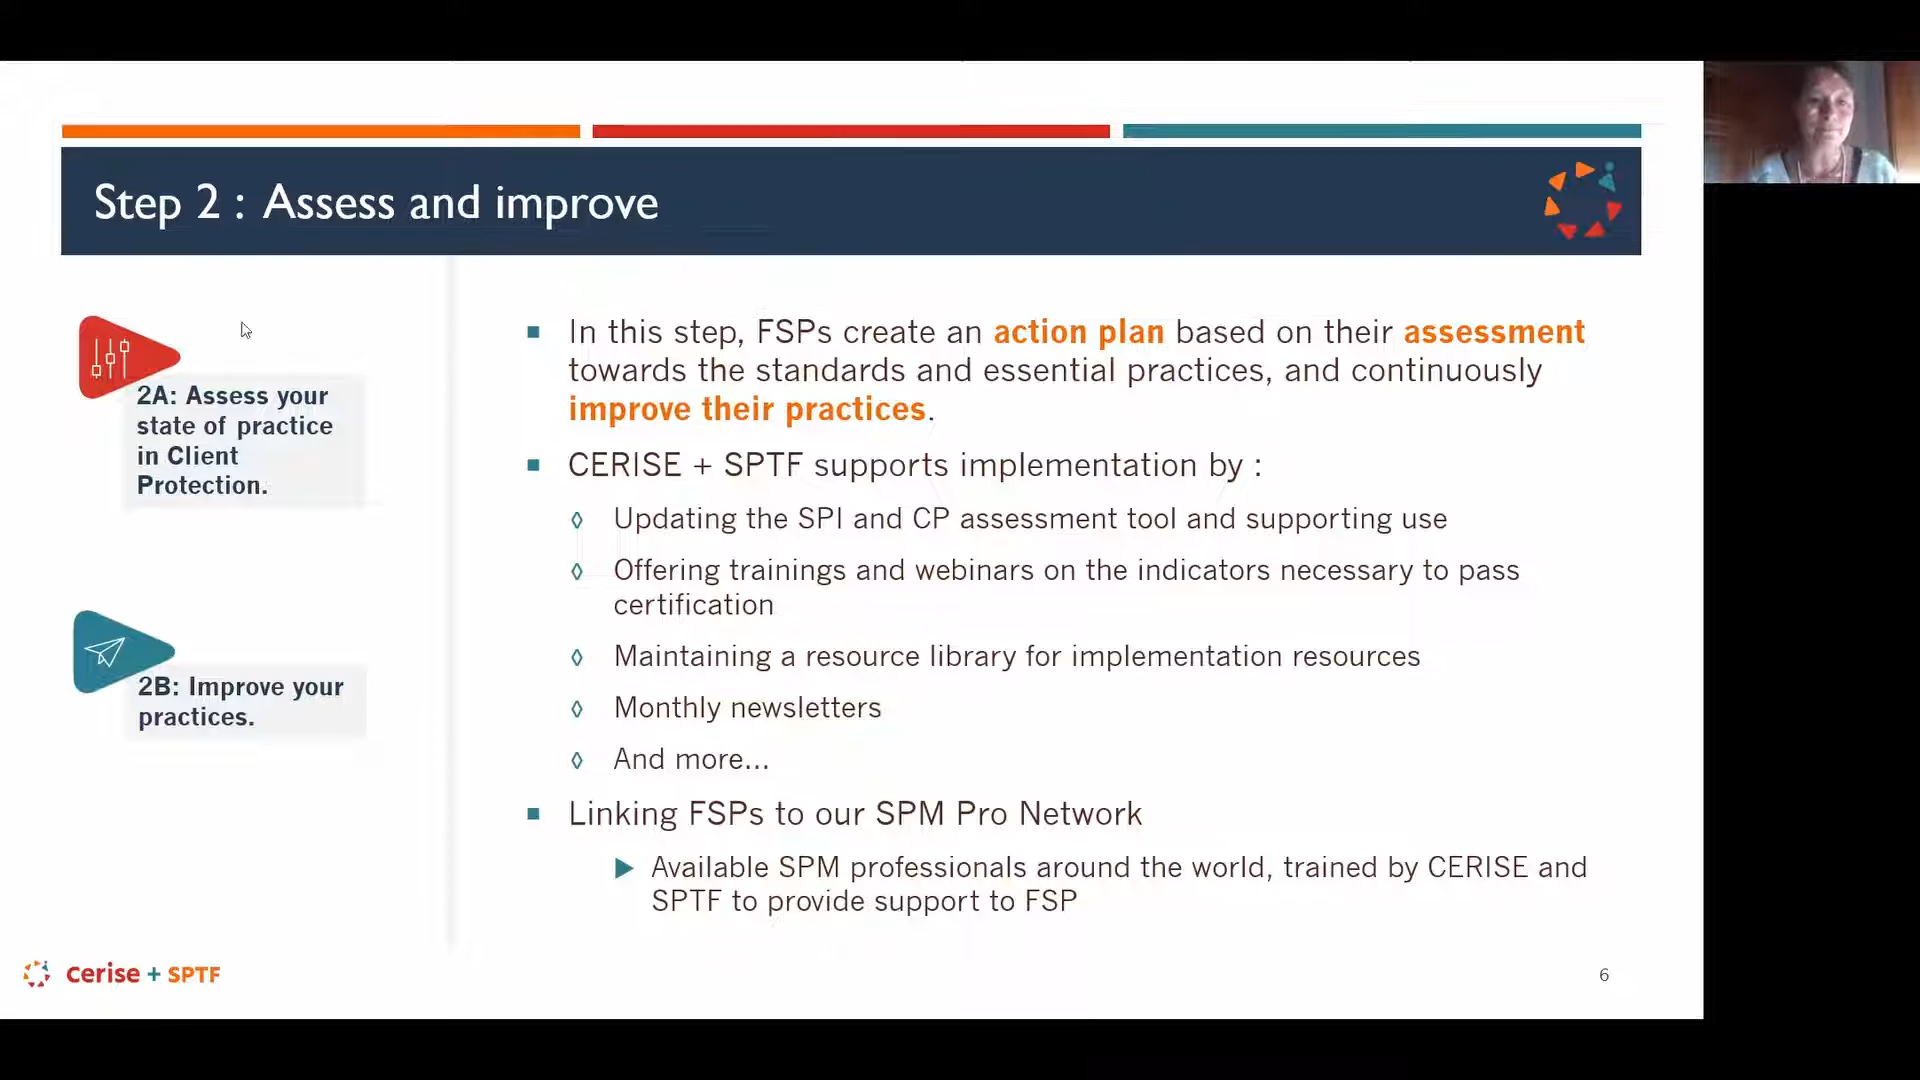 Step 2 : Assess and improve
2A: Assess your
state of practice
in Client
Protection.
2B: Improve your
practices.
In this step, FSPs create an action plan based on their assessment
towards the standards and essential practices, and continuously
improve their practices.
CERISE + SPTF supports implementation by :
Updating the SPI and CP assessment tool and supporting use
Offering trainings and webinars on the indicators necessary to pass
certification
Maintaining a resource library for implementation resources
Monthly newsletters
And more...
Linking FSPs to our SPM Pro Network
Available SPM professionals around the world, trained by CERISE and
SPTF to provide support to FSP
cerise + SPTF
6